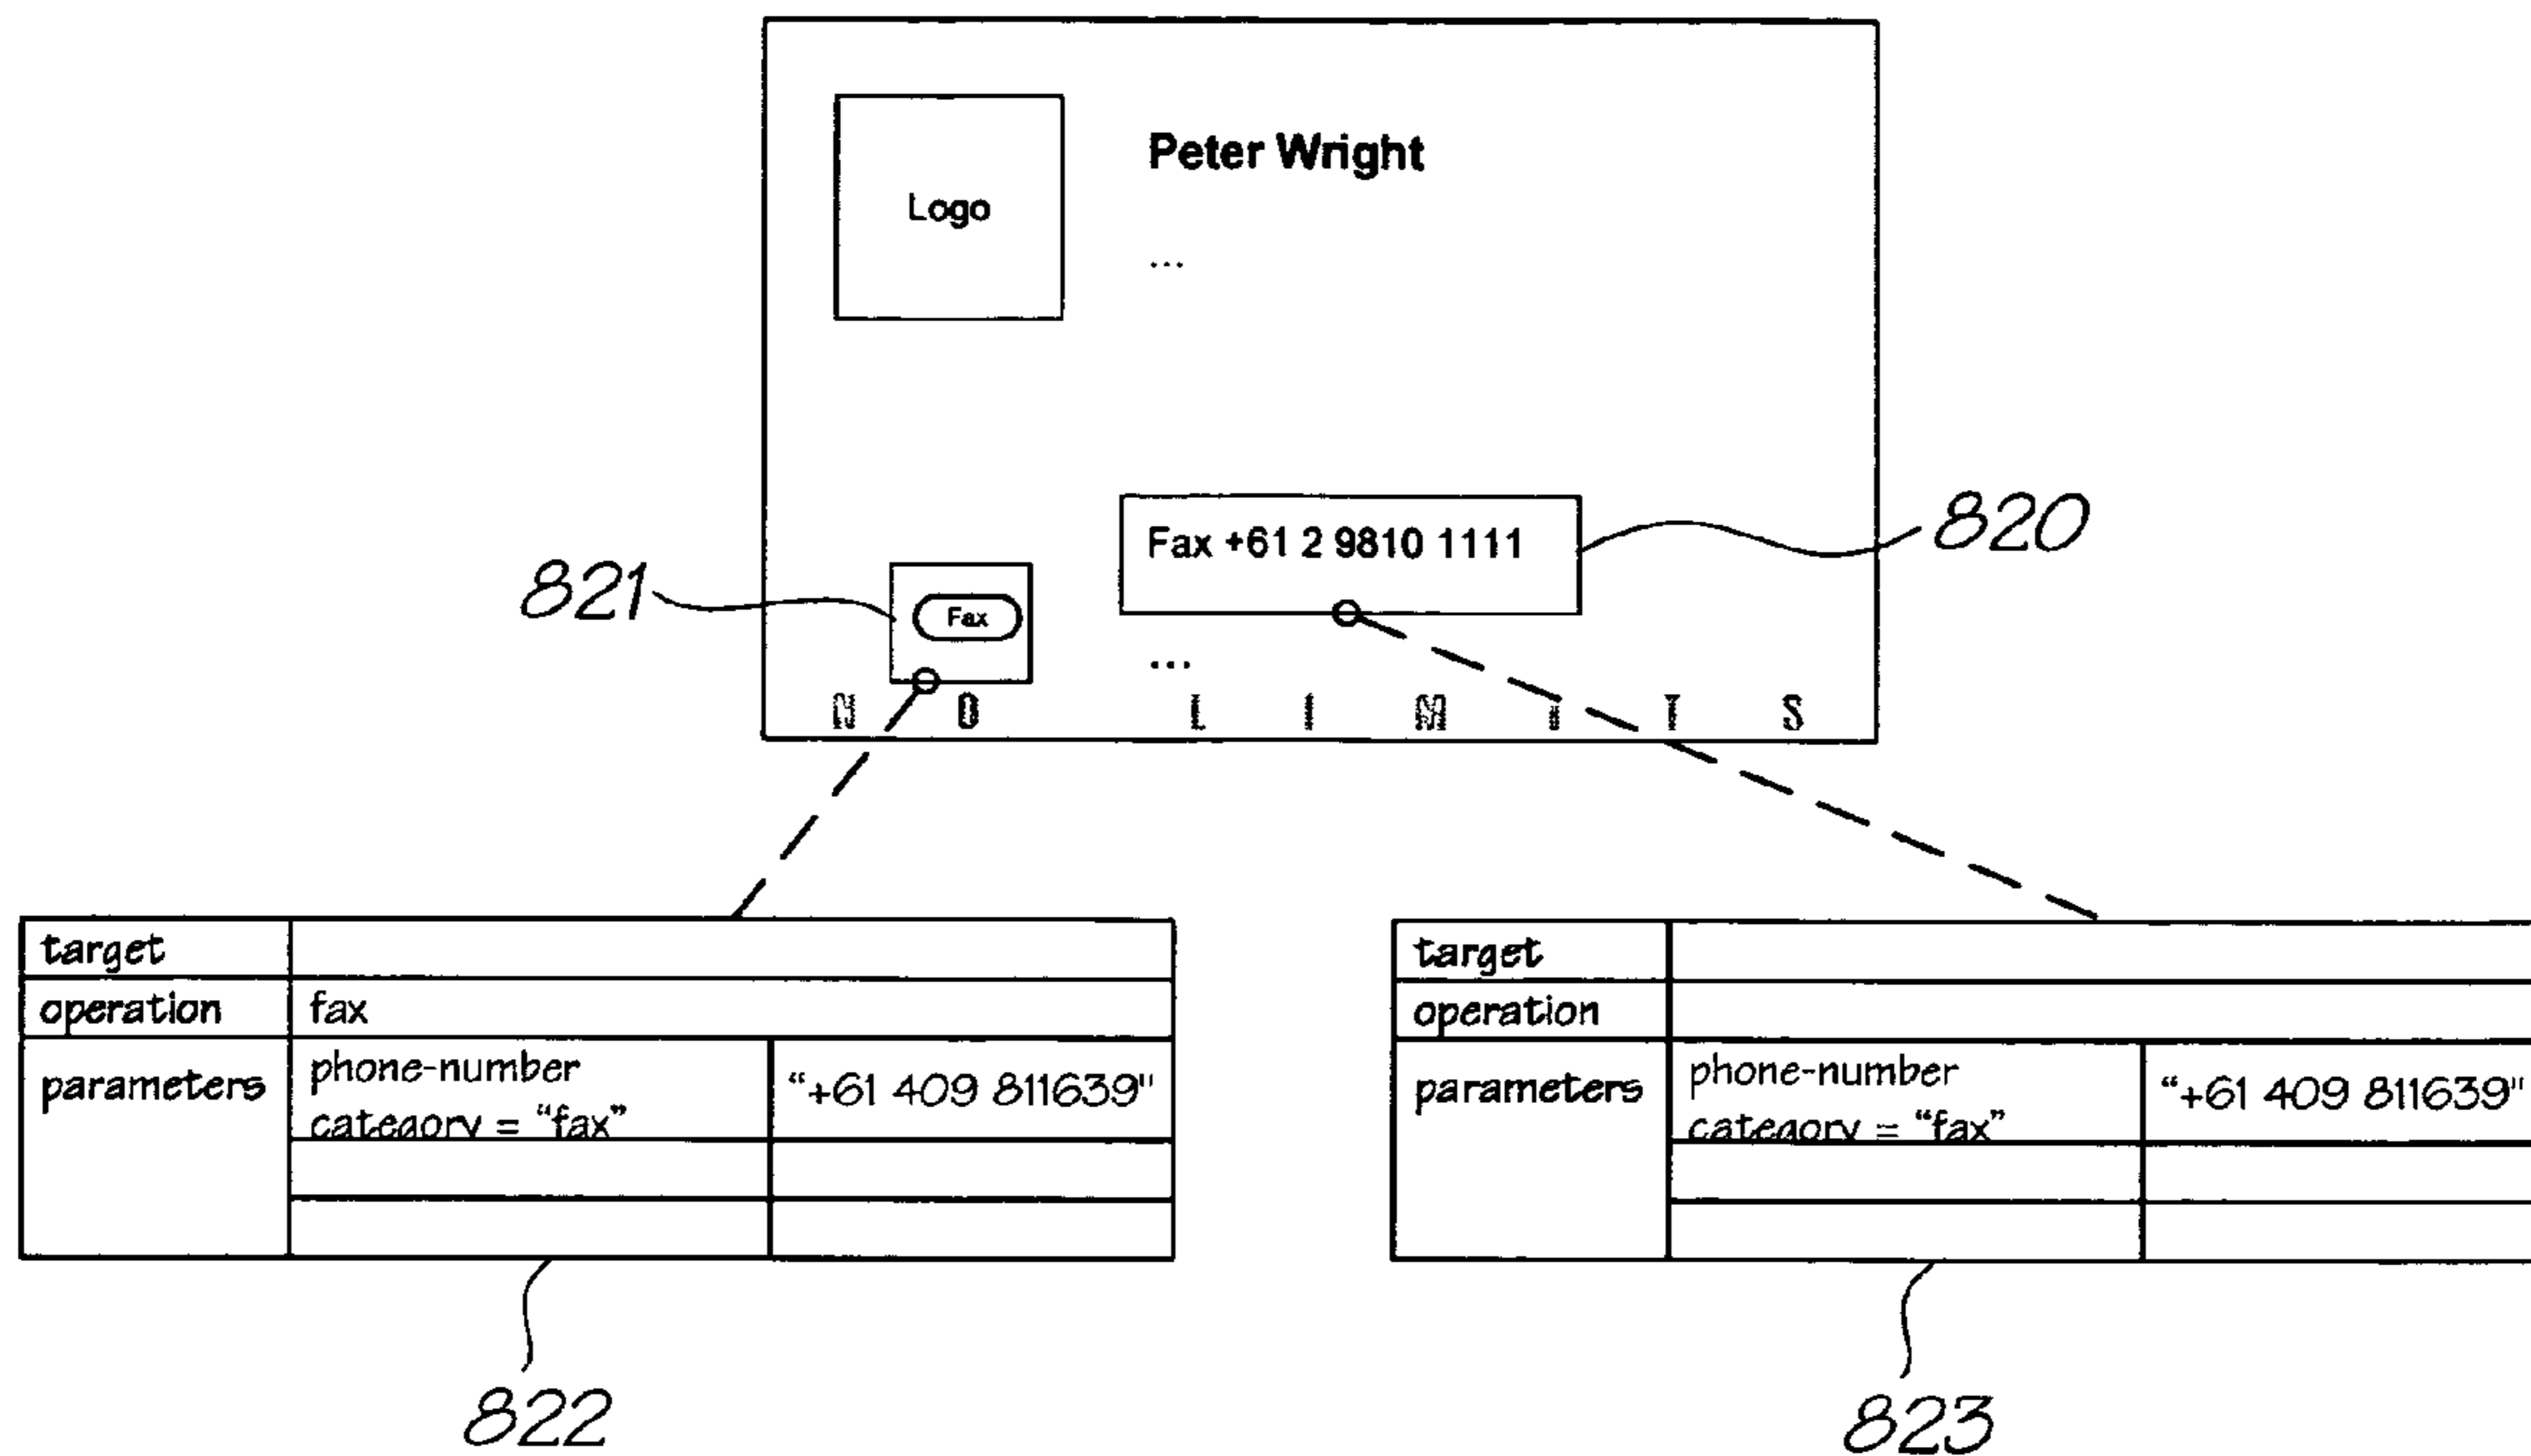 Logo
Peter Wright
...
Fax +61 2 9810 1111
820
821
Fax
...
N O L I M I T S
target
operation fax
parameters phone-number "+61 409 811639"
category = "fax"
822
target
operation
parameters phone-number "+61 409 811639"
category = "fax"
823